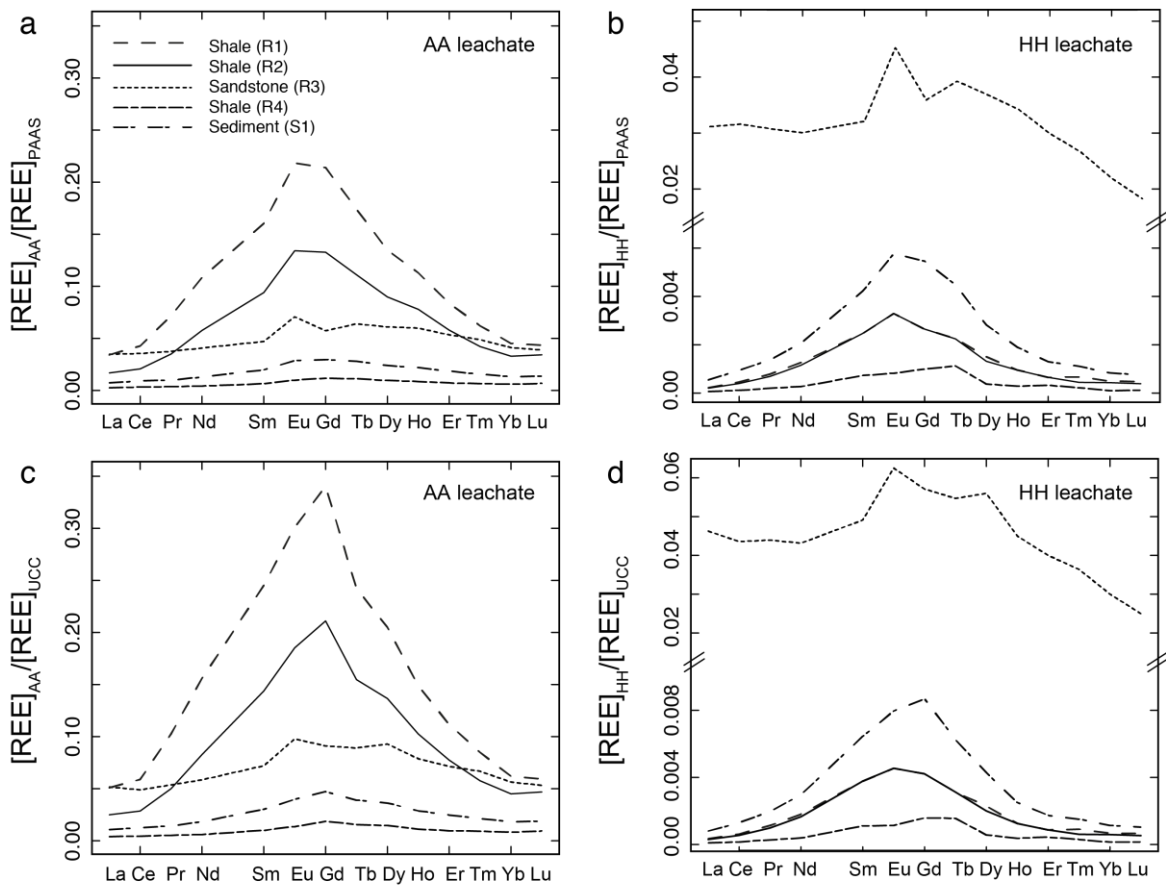 a
AA leachate
Shale (R1)
Shale (R2)
Sandstone (R3)
Shale (R4)
Sediment (S1)
[REE]AA/[REE]PAAS
0.30
0.20
0.10
0.00
La Ce Pr Nd Sm Eu Gd Tb Dy Ho Er Tm Yb Lu
b
HH leachate
[REE]HH/[REE]PAAS
0.04
0.02
0.004
0.000
La Ce Pr Nd Sm Eu Gd Tb Dy Ho Er Tm Yb Lu
c
AA leachate
[REE]AA/[REE]UCC
0.30
0.20
0.10
0.00
La Ce Pr Nd Sm Eu Gd Tb Dy Ho Er Tm Yb Lu
d
HH leachate
[REE]HH/[REE]UCC
0.06
0.04
0.02
0.008
0.004
0.000
La Ce Pr Nd Sm Eu Gd Tb Dy Ho Er Tm Yb Lu